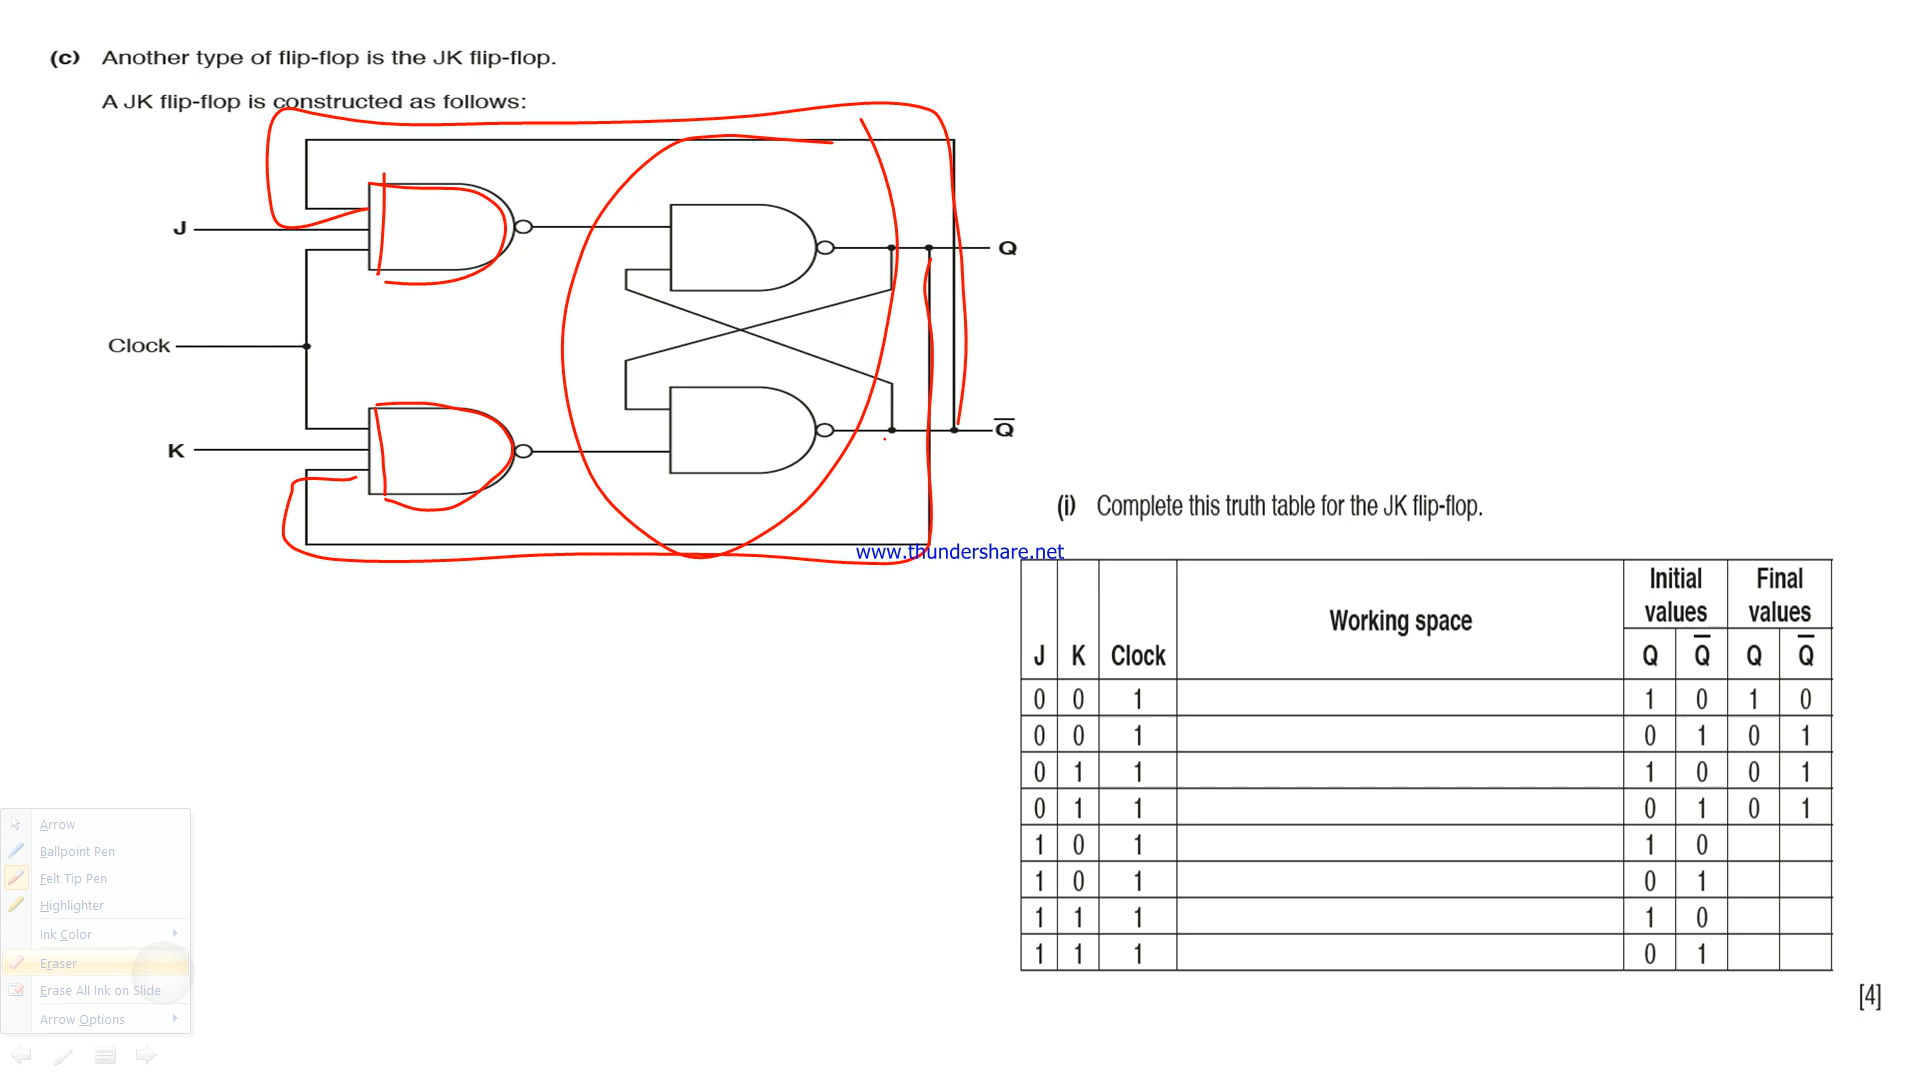 (c) Another type of flip-flop is the JK flip-flop.
A JK flip-flop is constructed as follows:
J
Q
Clock
K
Q̅
(i) Complete this truth table for the JK flip-flop.
www.thundershare.net
J K Clock Working space Initial values Final values
Q Q̅ Q Q̅
0 0 1 1 0 1 0
0 0 1 0 1 0 1
0 1 1 1 0 0 1
0 1 1 0 1 0 1
1 0 1 1 0
1 0 1 0 1
1 1 1 1 0
1 1 1 0 1
[4]
Arrow
Ballpoint Pen
Felt Tip Pen
Highlighter
Ink Color
Eraser
Erase All Ink on Slide
Arrow Options